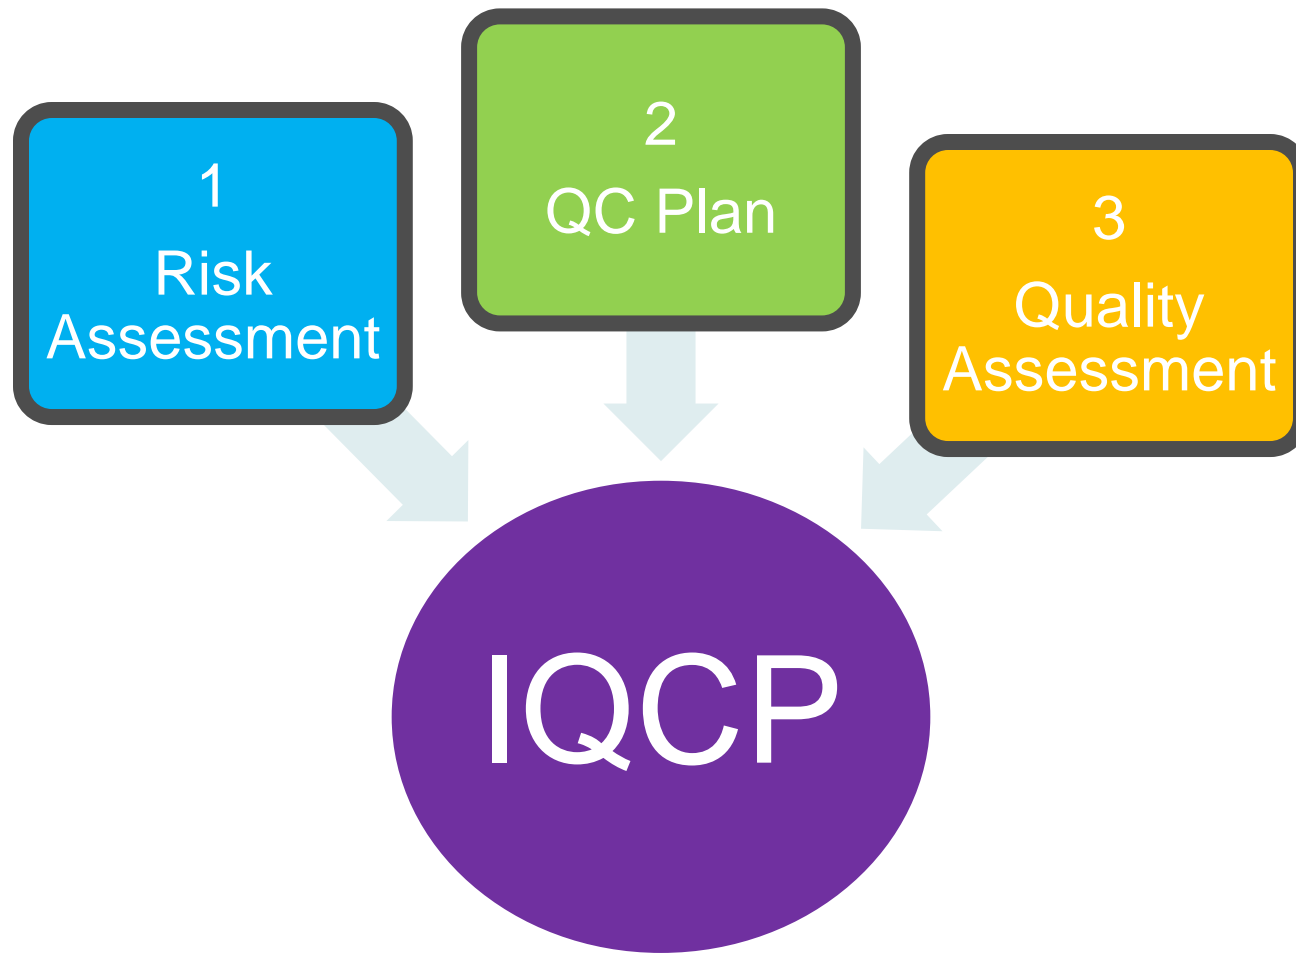 1
Risk
Assessment
2
QC Plan
3
Quality
Assessment
IQCP